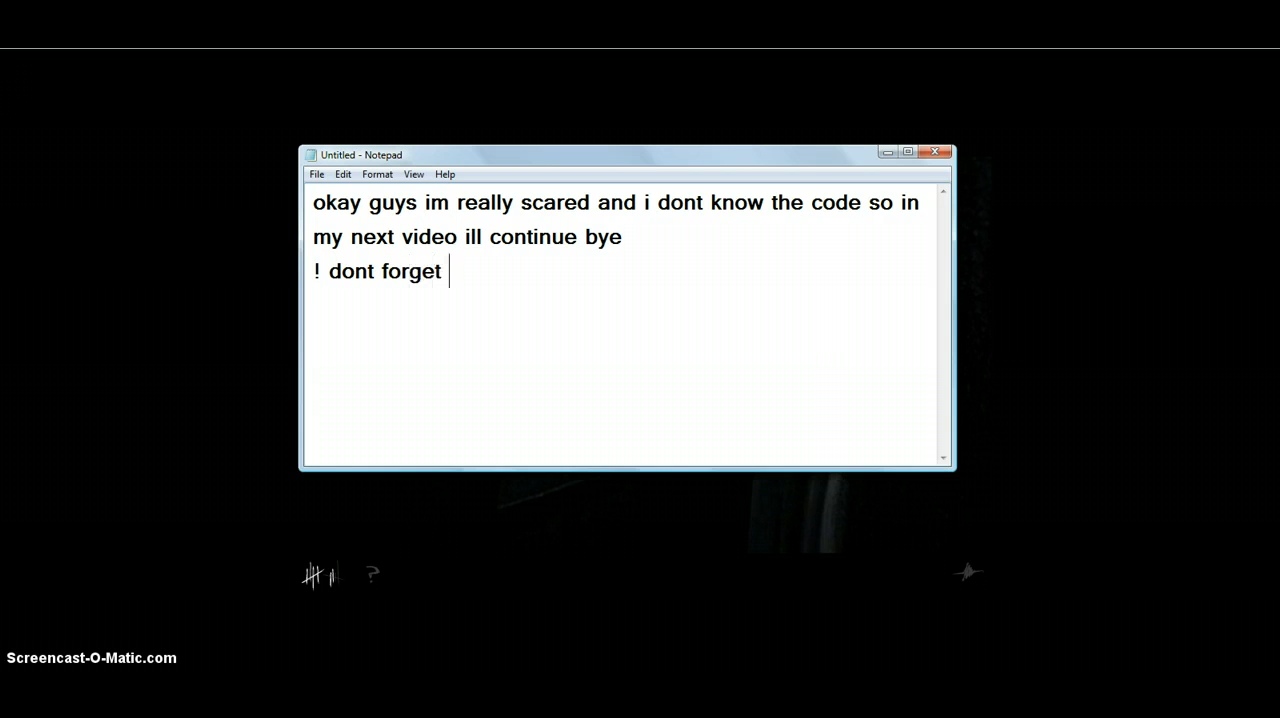 Untitled - Notepad
File Edit Format View Help
okay guys im really scared and i dont know the code so in
my next video ill continue bye
! dont forget
?
Screencast-O-Matic.com